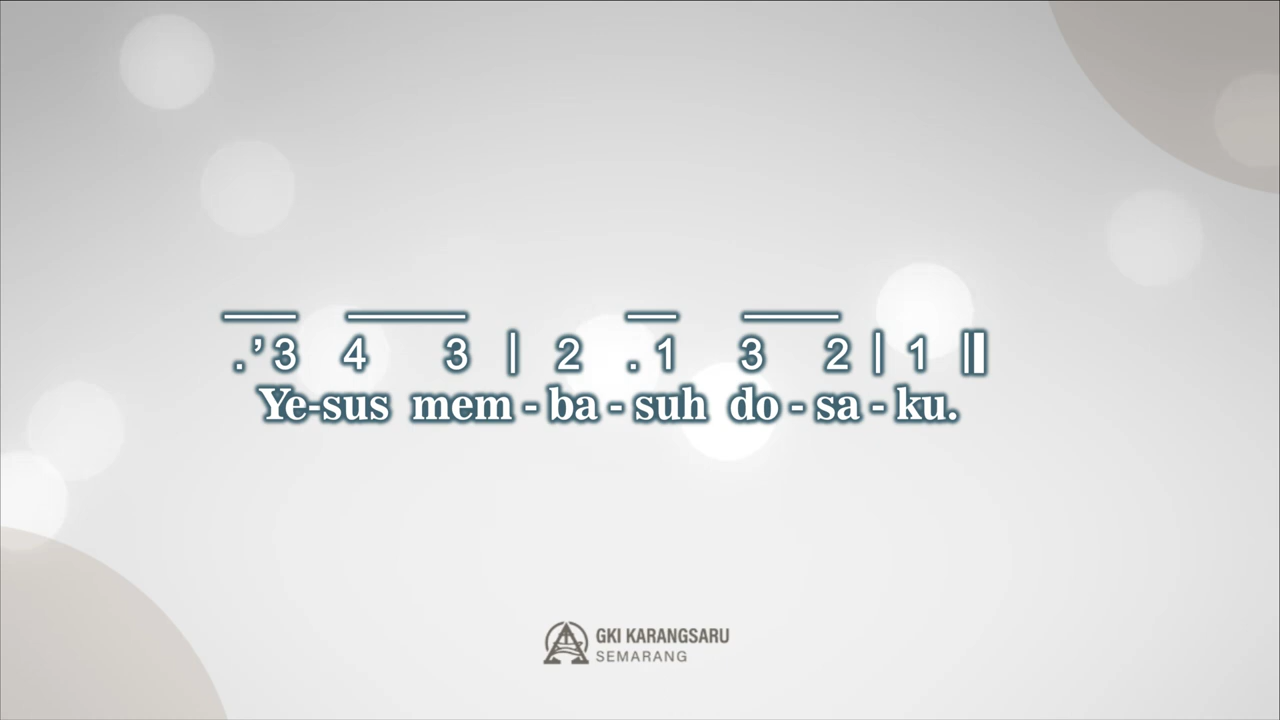 .’3 4 3 | 2 .1 3 2 | 1 ||
Ye-sus mem - ba - suh do - sa - ku.
GKI KARANGSARU
SEMARANG